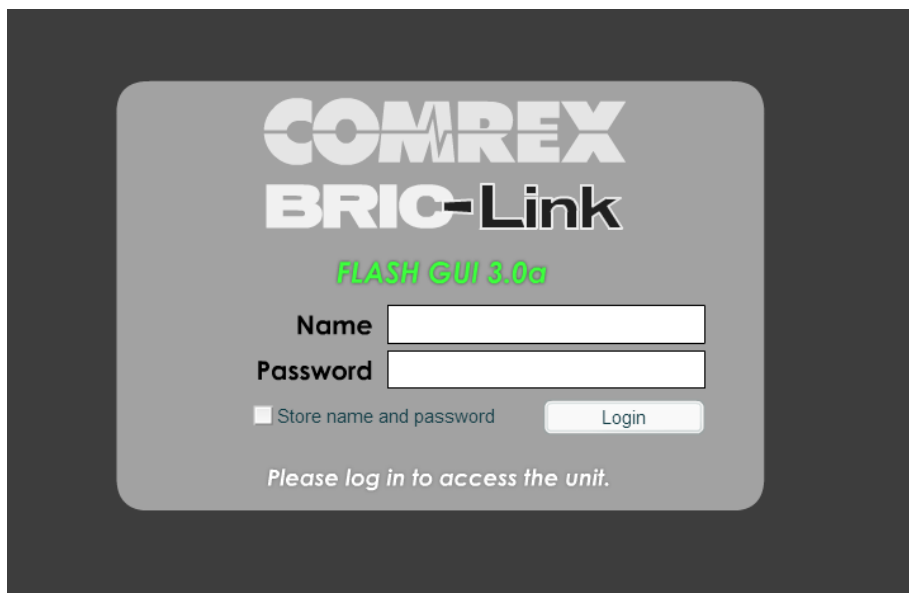 COMREX
BRIC-Link
FLASH GUI 3.0a
Name
Password
Store name and password
Login
Please log in to access the unit.